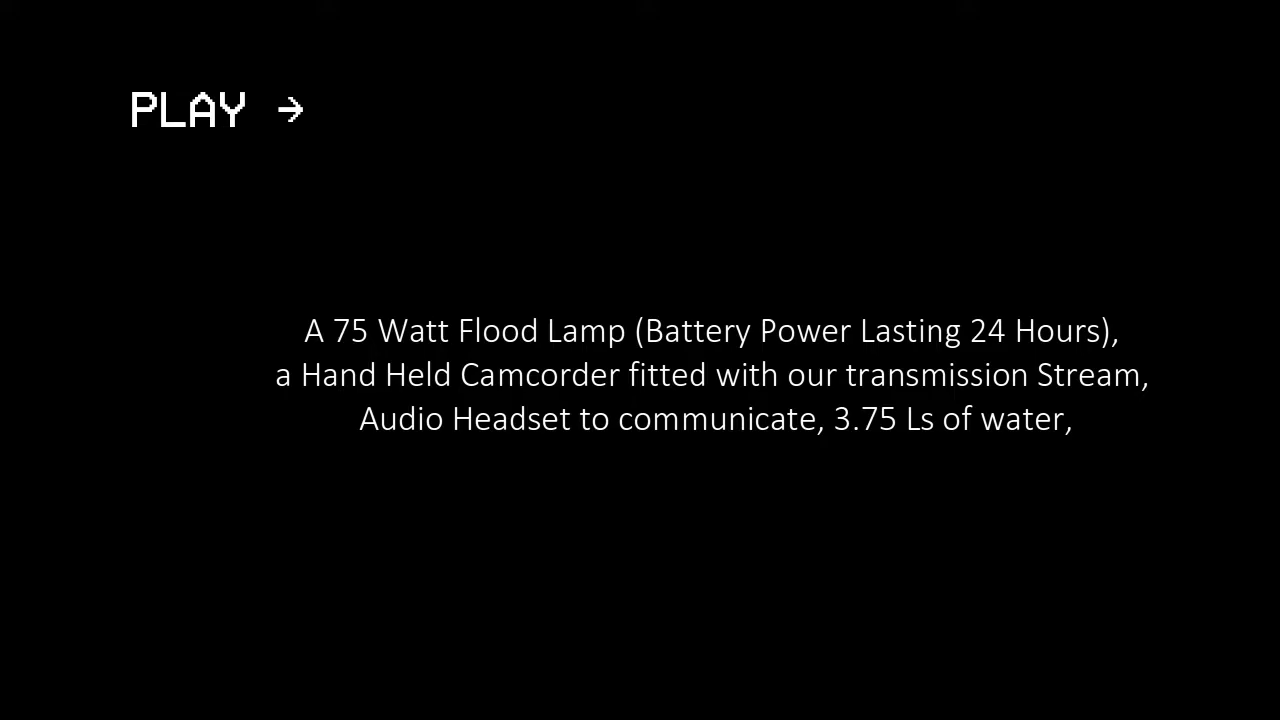 PLAY →
A 75 Watt Flood Lamp (Battery Power Lasting 24 Hours),
a Hand Held Camcorder fitted with our transmission Stream,
Audio Headset to communicate, 3.75 Ls of water,